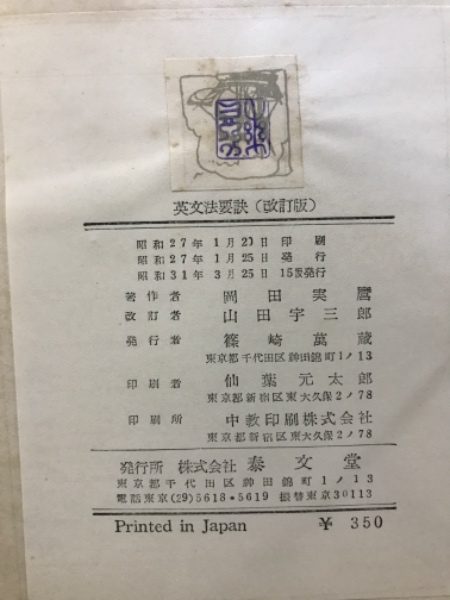 英文法要訣（改訂版）
昭和27年1月20日印刷
昭和27年1月25日発行
昭和31年3月25日15版発行
著作者 岡田実麿
改訂者 山田宇三郎
発行者 篠崎萬蔵
東京都千代田区神田錦町1ノ13
印刷者 仙葉元太郎
東京都新宿区東大久保2ノ78
印刷所 中教印刷株式会社
東京都新宿区東大久保2ノ78
発行所 株式会社 泰文堂
東京都千代田区神田錦町1ノ13
電話東京(29)5618・5619 振替東京30113
Printed in Japan ￥ 350